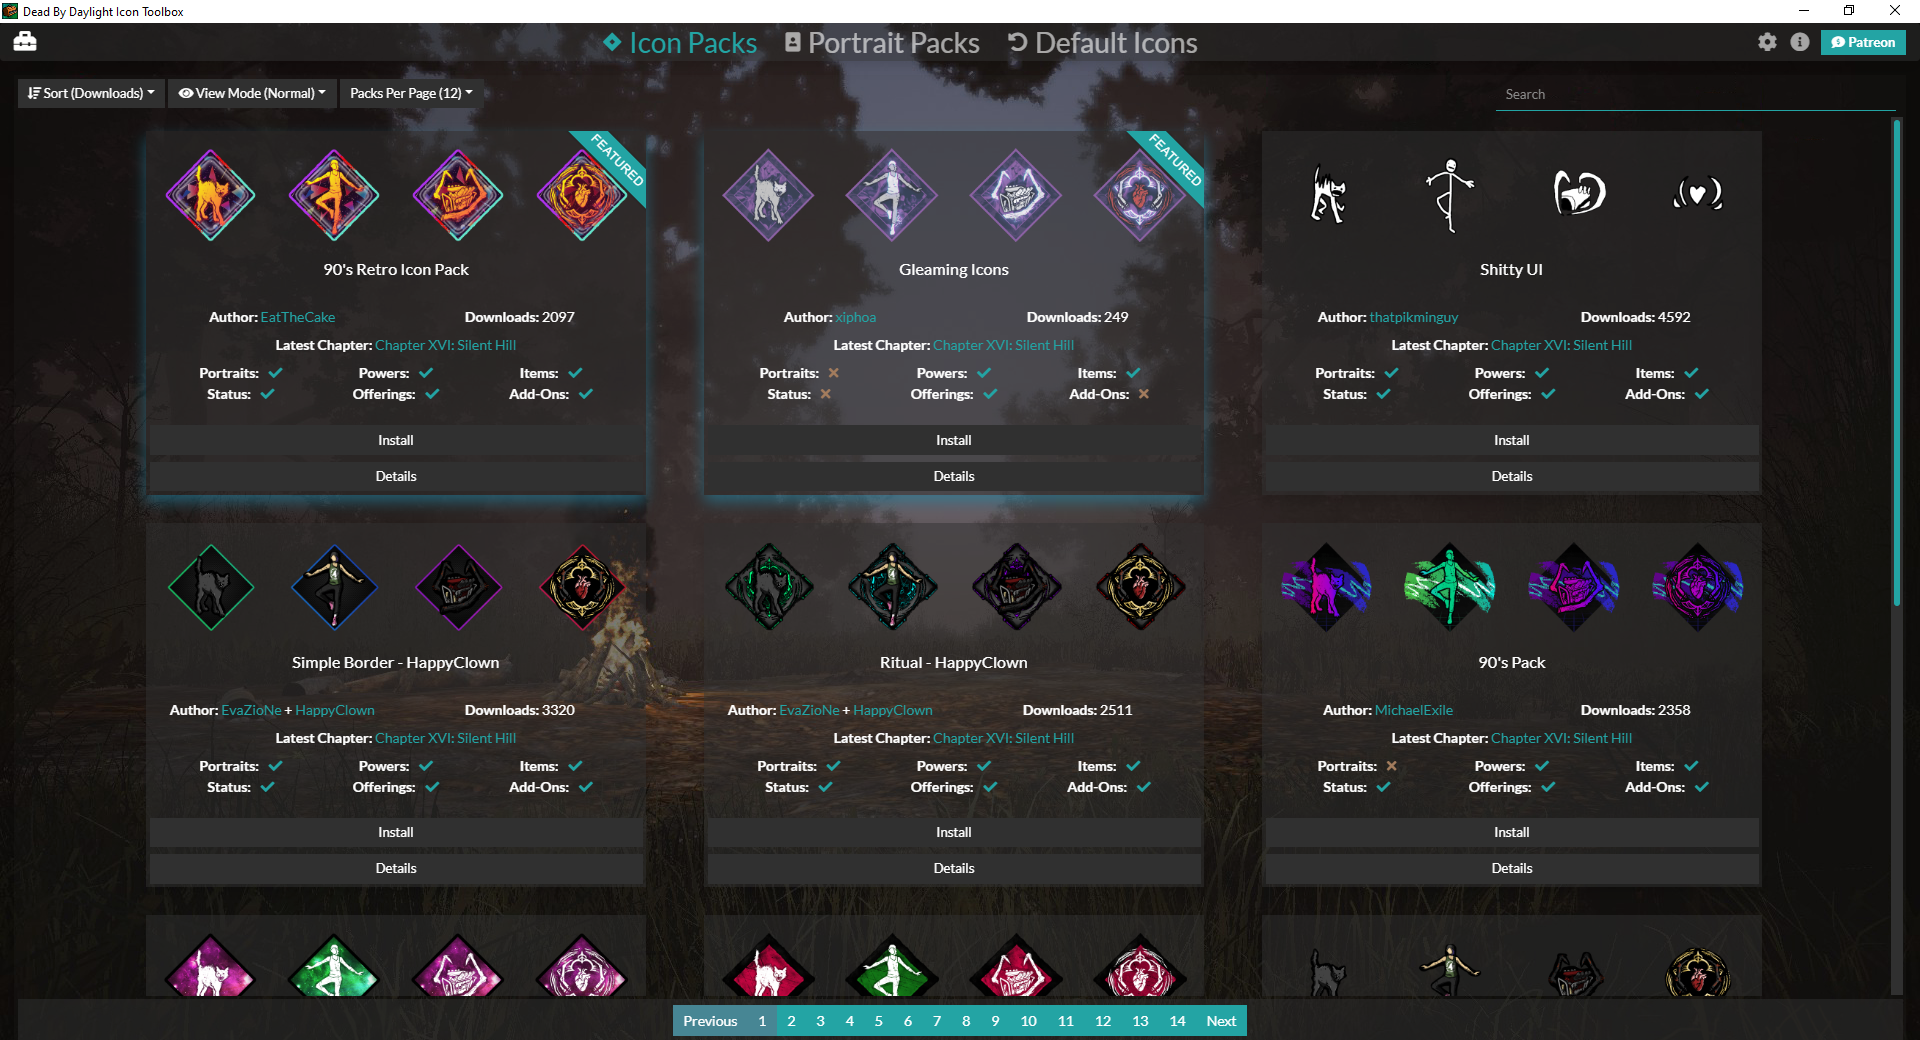 Dead By Daylight Icon Toolbox
Icon Packs Portrait Packs Default Icons
Patreon
Sort (Downloads) View Mode (Normal) Packs Per Page (12)
Search
FEATURED
90's Retro Icon Pack
Author: EatTheCake Downloads: 2097
Latest Chapter: Chapter XVI: Silent Hill
Portraits: Powers: Items:
Status: Offerings: Add-Ons:
Install
Details
FEATURED
Gleaming Icons
Author: xiphoa Downloads: 249
Latest Chapter: Chapter XVI: Silent Hill
Portraits: Powers: Items:
Status: Offerings: Add-Ons:
Install
Details
Shitty UI
Author: thatpikminguy Downloads: 4592
Latest Chapter: Chapter XVI: Silent Hill
Portraits: Powers: Items:
Status: Offerings: Add-Ons:
Install
Details
Simple Border - HappyClown
Author: EvaZioNe + HappyClown Downloads: 3320
Latest Chapter: Chapter XVI: Silent Hill
Portraits: Powers: Items:
Status: Offerings: Add-Ons:
Install
Details
Ritual - HappyClown
Author: EvaZioNe + HappyClown Downloads: 2511
Latest Chapter: Chapter XVI: Silent Hill
Portraits: Powers: Items:
Status: Offerings: Add-Ons:
Install
Details
90's Pack
Author: MichaelExile Downloads: 2358
Latest Chapter: Chapter XVI: Silent Hill
Portraits: Powers: Items:
Status: Offerings: Add-Ons:
Install
Details
Previous 1 2 3 4 5 6 7 8 9 10 11 12 13 14 Next